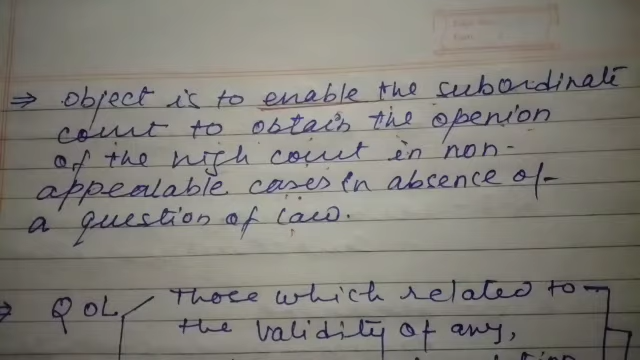 ⇒ object is to enable the subordinate
court to obtain the openion
of the high court in non-
appealable cases in absence of
a question of law.
⇒ QOL Those which related to
the validity of any,